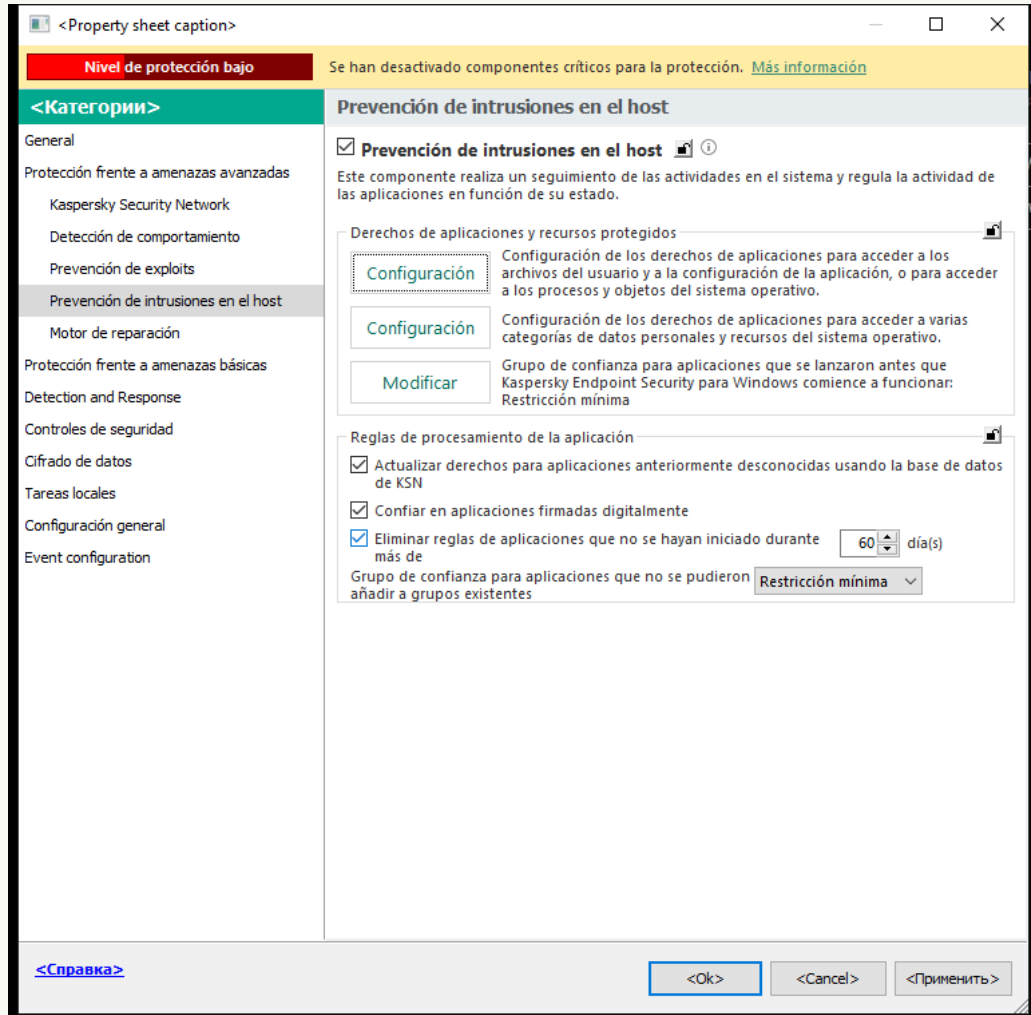 <Property sheet caption>
Nivel de protección bajo
Se han desactivado componentes críticos para la protección. Más información
<Категории>
General
Protección frente a amenazas avanzadas
Kaspersky Security Network
Detección de comportamiento
Prevención de exploits
Prevención de intrusiones en el host
Motor de reparación
Protección frente a amenazas básicas
Detection and Response
Controles de seguridad
Cifrado de datos
Tareas locales
Configuración general
Event configuration
Prevención de intrusiones en el host
Prevención de intrusiones en el host
Este componente realiza un seguimiento de las actividades en el sistema y regula la actividad de
las aplicaciones en función de su estado.
Derechos de aplicaciones y recursos protegidos
Configuración
Configuración de los derechos de aplicaciones para acceder a los
archivos del usuario y a la configuración de la aplicación, o para acceder
a los procesos y objetos del sistema operativo.
Configuración
Configuración de los derechos de aplicaciones para acceder a varias
categorías de datos personales y recursos del sistema operativo.
Modificar
Grupo de confianza para aplicaciones que se lanzaron antes que
Kaspersky Endpoint Security para Windows comience a funcionar:
Restricción mínima
Reglas de procesamiento de la aplicación
Actualizar derechos para aplicaciones anteriormente desconocidas usando la base de datos
de KSN
Confiar en aplicaciones firmadas digitalmente
Eliminar reglas de aplicaciones que no se hayan iniciado durante
más de
60 día(s)
Grupo de confianza para aplicaciones que no se pudieron
añadir a grupos existentes
Restricción mínima
<Справка>
<Ok> <Cancel> <Применить>